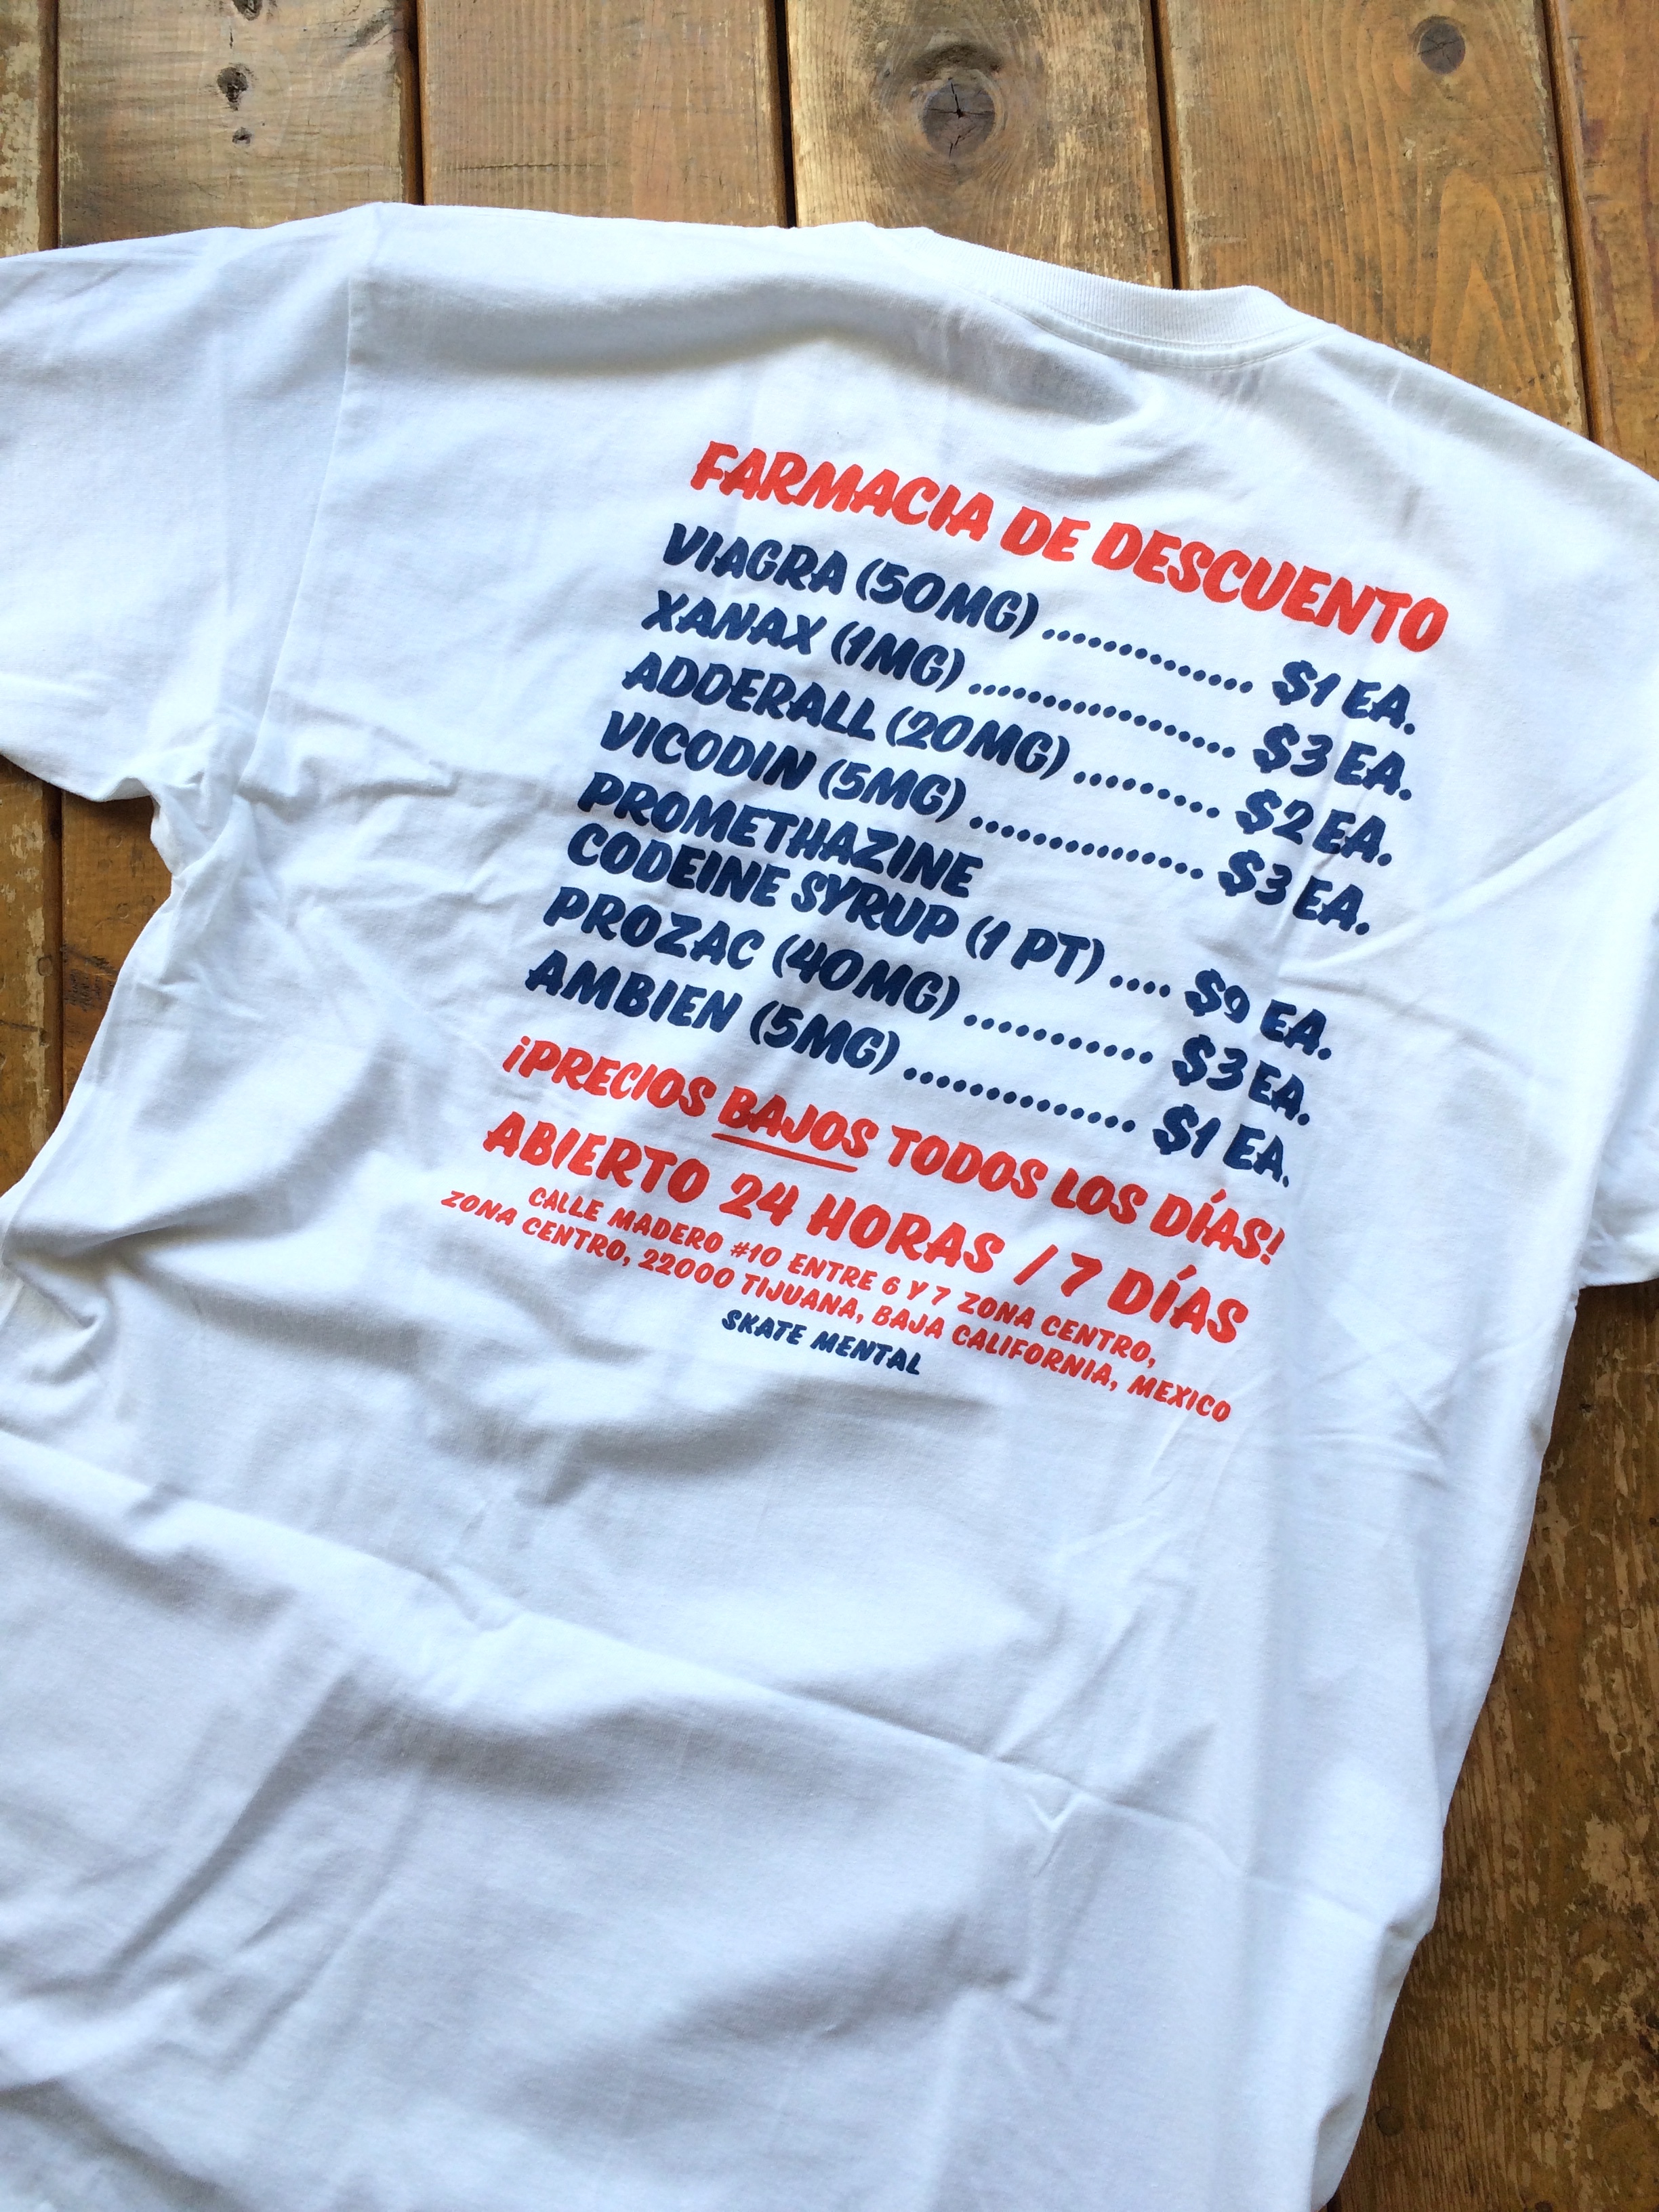 FARMACIA DE DESCUENTO
VIAGRA (50MG) ............ $1 EA.
XANAX (1MG) ............... $3 EA.
ADDERALL (20MG) ......... $2 EA.
VICODIN (5MG) ............. $3 EA.
PROMETHAZINE
CODEINE SYRUP (1 PT) .... $9 EA.
PROZAC (40MG) ........... $3 EA.
AMBIEN (5MG) ............. $1 EA.
¡PRECIOS BAJOS TODOS LOS DÍAS!
ABIERTO 24 HORAS / 7 DÍAS
CALLE MADERO #10 ENTRE 6 Y 7 ZONA CENTRO,
ZONA CENTRO, 22000 TIJUANA, BAJA CALIFORNIA, MEXICO
SKATE MENTAL